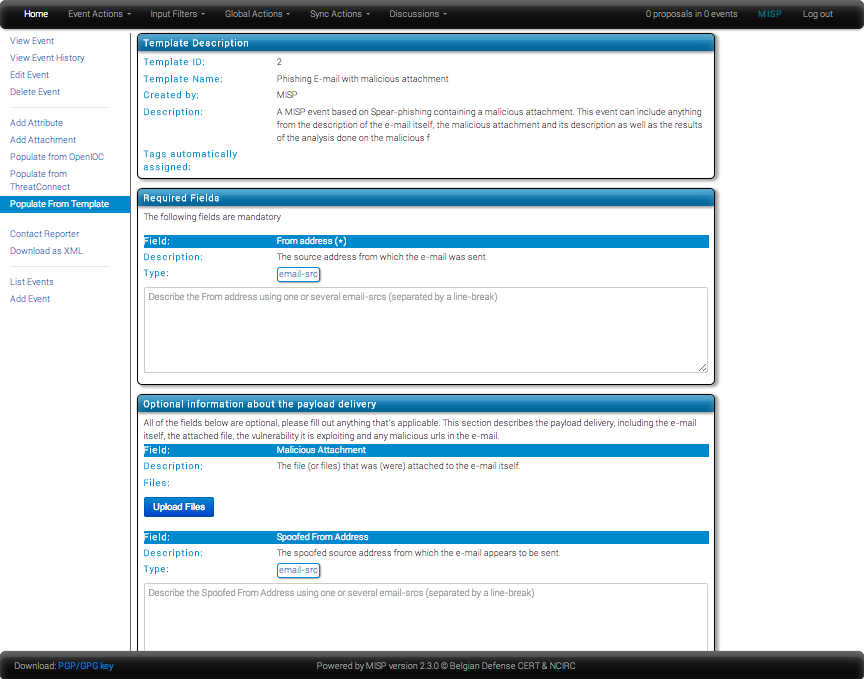 Home Event Actions Input Filters Global Actions Sync Actions Discussions 0 proposals in 0 events MISP Log out
View Event
View Event History
Edit Event
Delete Event
Add Attribute
Add Attachment
Populate from OpenIOC
Populate from
ThreatConnect
Populate From Template
Contact Reporter
Download as XML
List Events
Add Event
Template Description
Template ID: 2
Template Name: Phishing E-mail with malicious attachment
Created by: MISP
Description: A MISP event based on Spear-phishing containing a malicious attachment. This event can include anything
from the description of the e-mail itself, the malicious attachment and its description as well as the results
of the analysis done on the malicious f
Tags automatically
assigned:
Required Fields
The following fields are mandatory
Field: From address (*)
Description: The source address from which the e-mail was sent
Type: email-src
Describe the From address using one or several email-srcs (separated by a line-break)
Optional information about the payload delivery
All of the fields below are optional, please fill out anything that's applicable. This section describes the payload delivery, including the e-mail
itself, the attached file, the vulnerability it is exploiting and any malicious urls in the e-mail.
Field: Malicious Attachment
Description: The file (or files) that was (were) attached to the e-mail itself.
Files:
Upload Files
Field: Spoofed From Address
Description: The spoofed source address from which the e-mail appears to be sent.
Type: email-src
Describe the Spoofed From Address using one or several email-srcs (separated by a line-break)
Download: PGP/GPG key Powered by MISP version 2.3.0 © Belgian Defense CERT & NCIRC